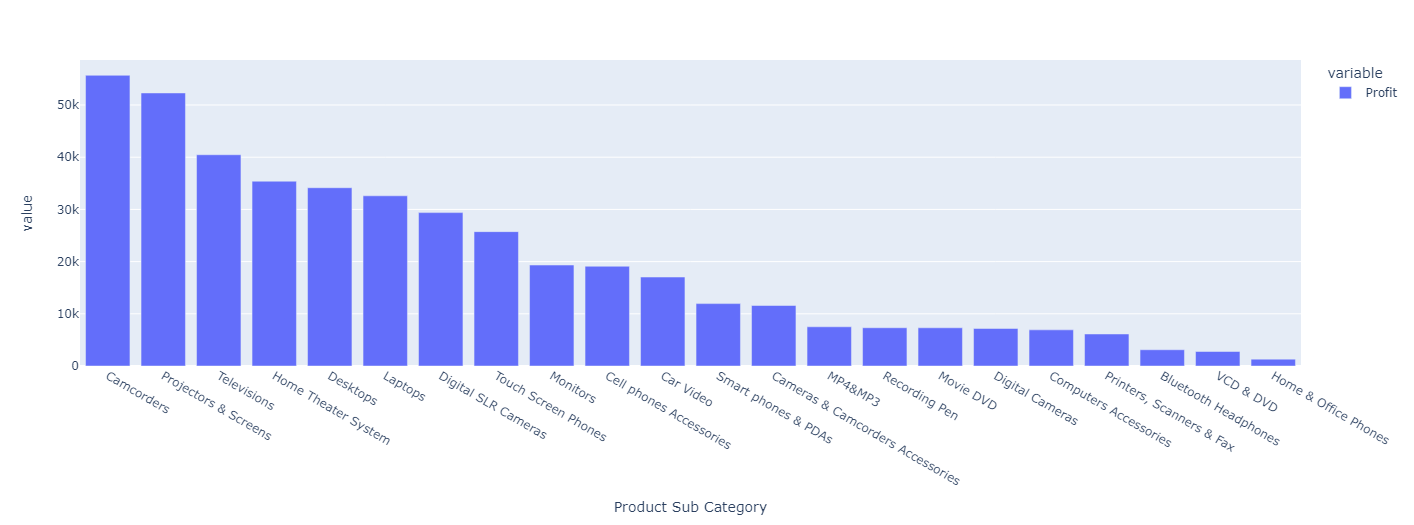 variable
Profit
value
50k
40k
30k
20k
10k
0
Camcorders
Projectors & Screens
Televisions
Home Theater System
Desktops
Laptops
Digital SLR Cameras
Touch Screen Phones
Monitors
Cell phones Accessories
Car Video
Smart phones & PDAs
Cameras & Camcorders Accessories
MP4&MP3
Recording Pen
Movie DVD
Digital Cameras
Computers Accessories
Printers, Scanners & Fax
Bluetooth Headphones
VCD & DVD
Home & Office Phones
Product Sub Category